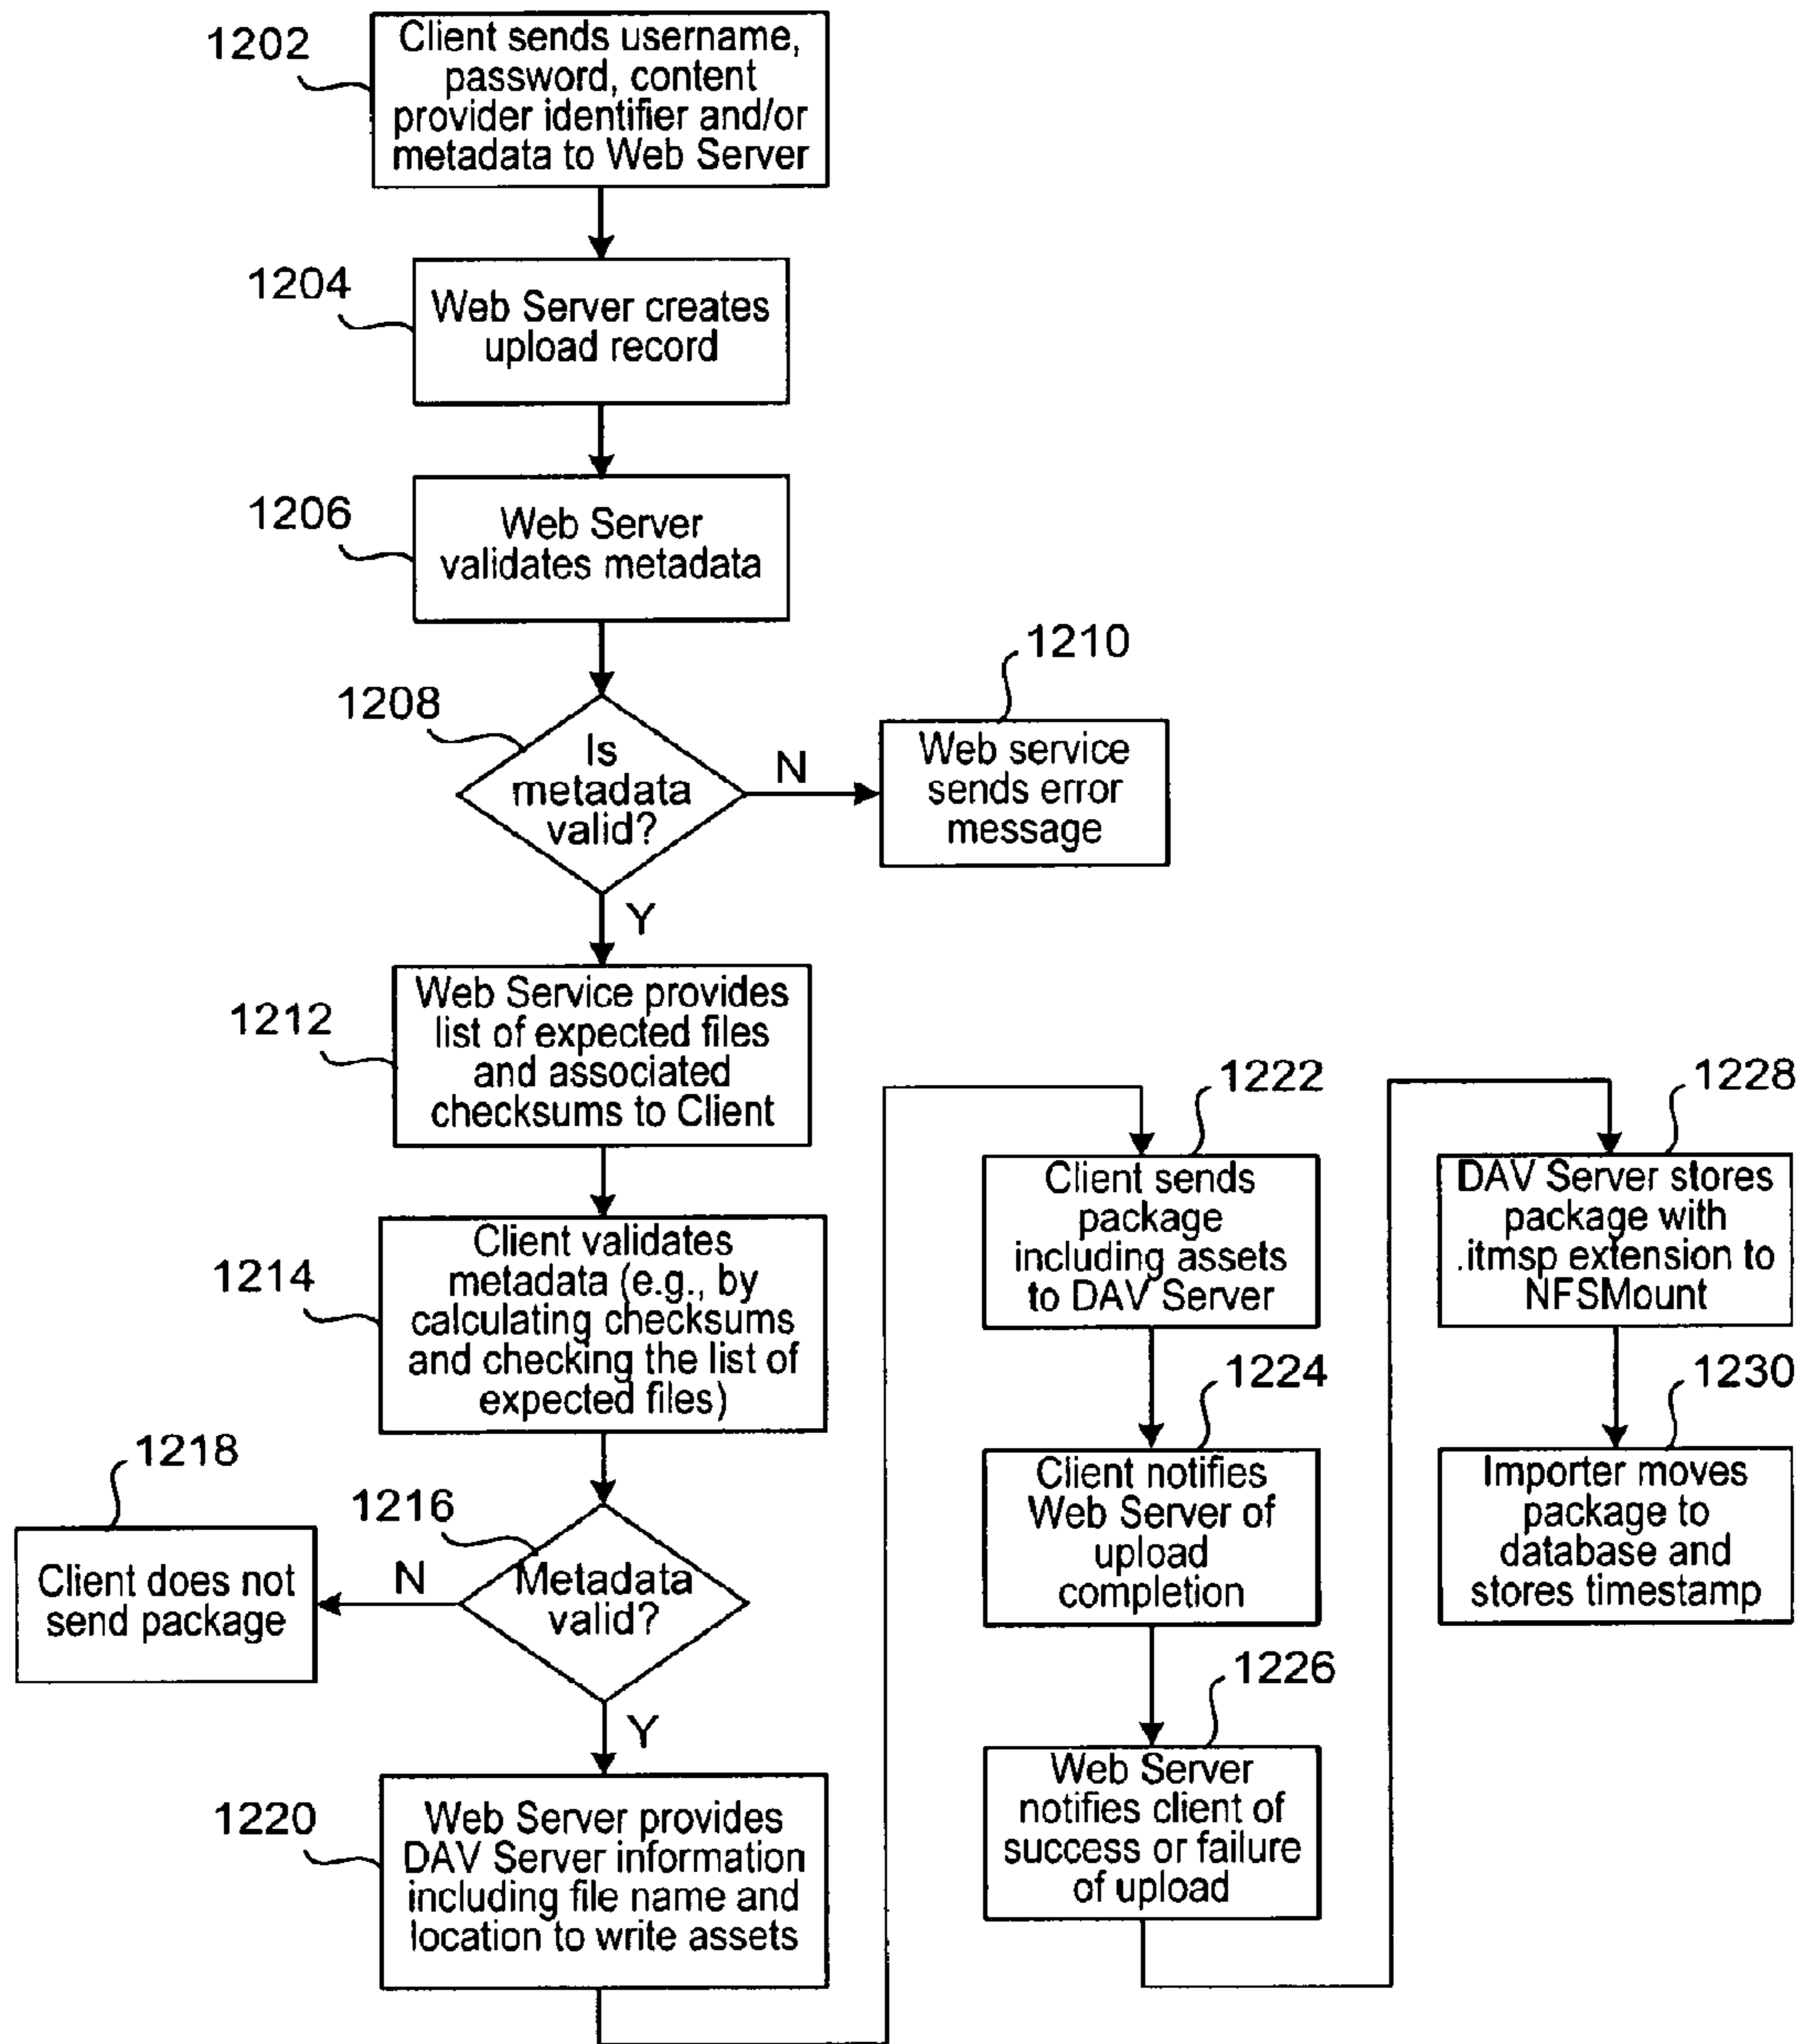 1202
Client sends username,
password, content
provider identifier and/or
metadata to Web Server
1204
Web Server creates
upload record
1206
Web Server
validates metadata
1208
Is
metadata
valid?
N
1210
Web service
sends error
message
Y
1212
Web Service provides
list of expected files
and associated
checksums to Client
1214
Client validates
metadata (e.g., by
calculating checksums
and checking the list of
expected files)
1216
Metadata
valid?
N
1218
Client does not
send package
Y
1220
Web Server provides
DAV Server information
including file name and
location to write assets
1222
Client sends
package
including assets
to DAV Server
1224
Client notifies
Web Server of
upload
completion
1226
Web Server
notifies client of
success or failure
of upload
1228
DAV Server stores
package with
.itmsp extension to
NFSMount
1230
Importer moves
package to
database and
stores timestamp